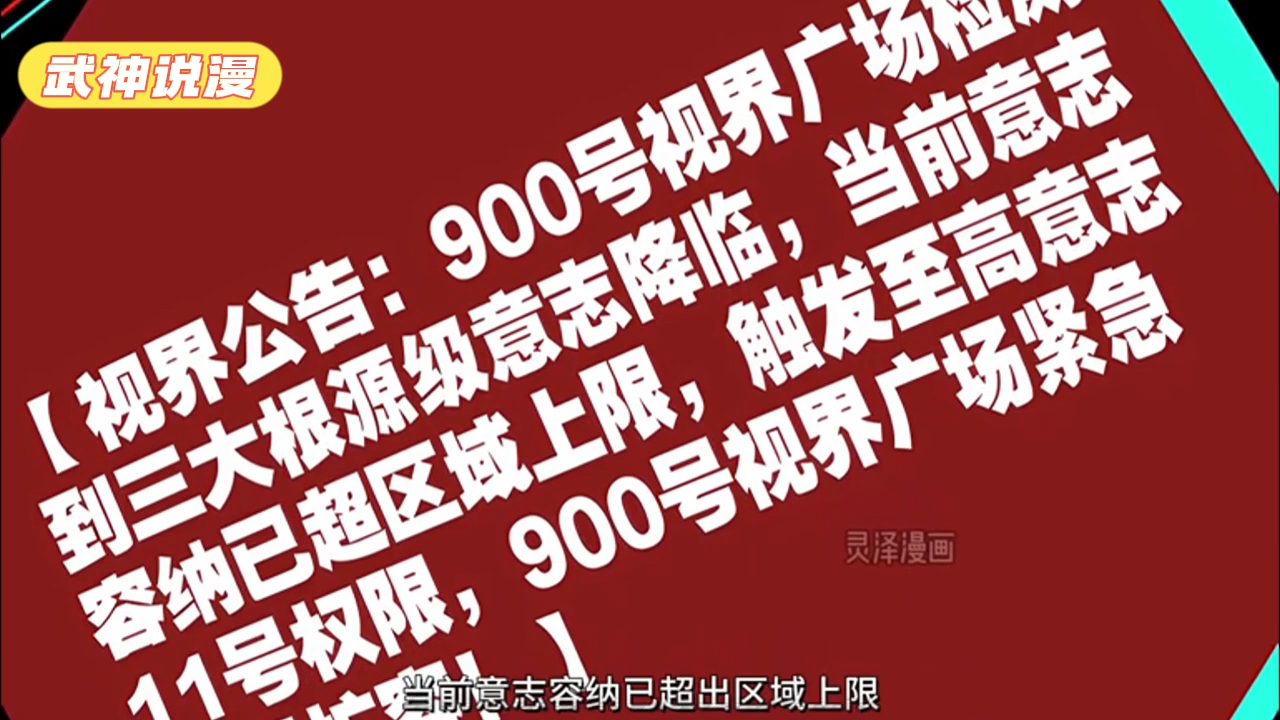 武神说漫
【视界公告：900号视界广场检测
到三大根源级意志降临，当前意志
容纳已超区域上限，触发至高意志
11号权限，900号视界广场紧急
扩容！】
灵泽漫画
当前意志容纳已超出区域上限